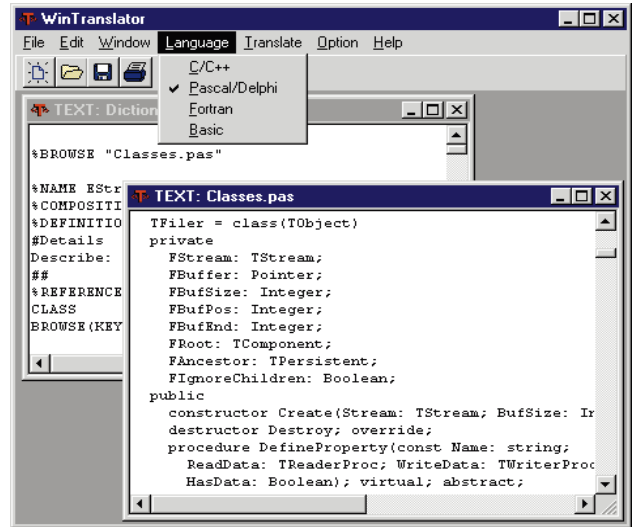 WinTranslator
File Edit Window Language Translate Option Help
C/C++
Pascal/Delphi
Fortran
Basic
TEXT: Diction
%BROWSE "Classes.pas"
%NAME EStr
%COMPOSITI
%DEFINITIO
#Details
Describe:
##
%REFERENCE
CLASS
BROWSE(KEY
TEXT: Classes.pas
TFiler = class(TObject)
private
FStream: TStream;
FBuffer: Pointer;
FBufSize: Integer;
FBufPos: Integer;
FBufEnd: Integer;
FRoot: TComponent;
FAncestor: TPersistent;
FIgnoreChildren: Boolean;
public
constructor Create(Stream: TStream; BufSize: In
destructor Destroy; override;
procedure DefineProperty(const Name: string;
ReadData: TReaderProc; WriteData: TWriterProc
HasData: Boolean); virtual; abstract;